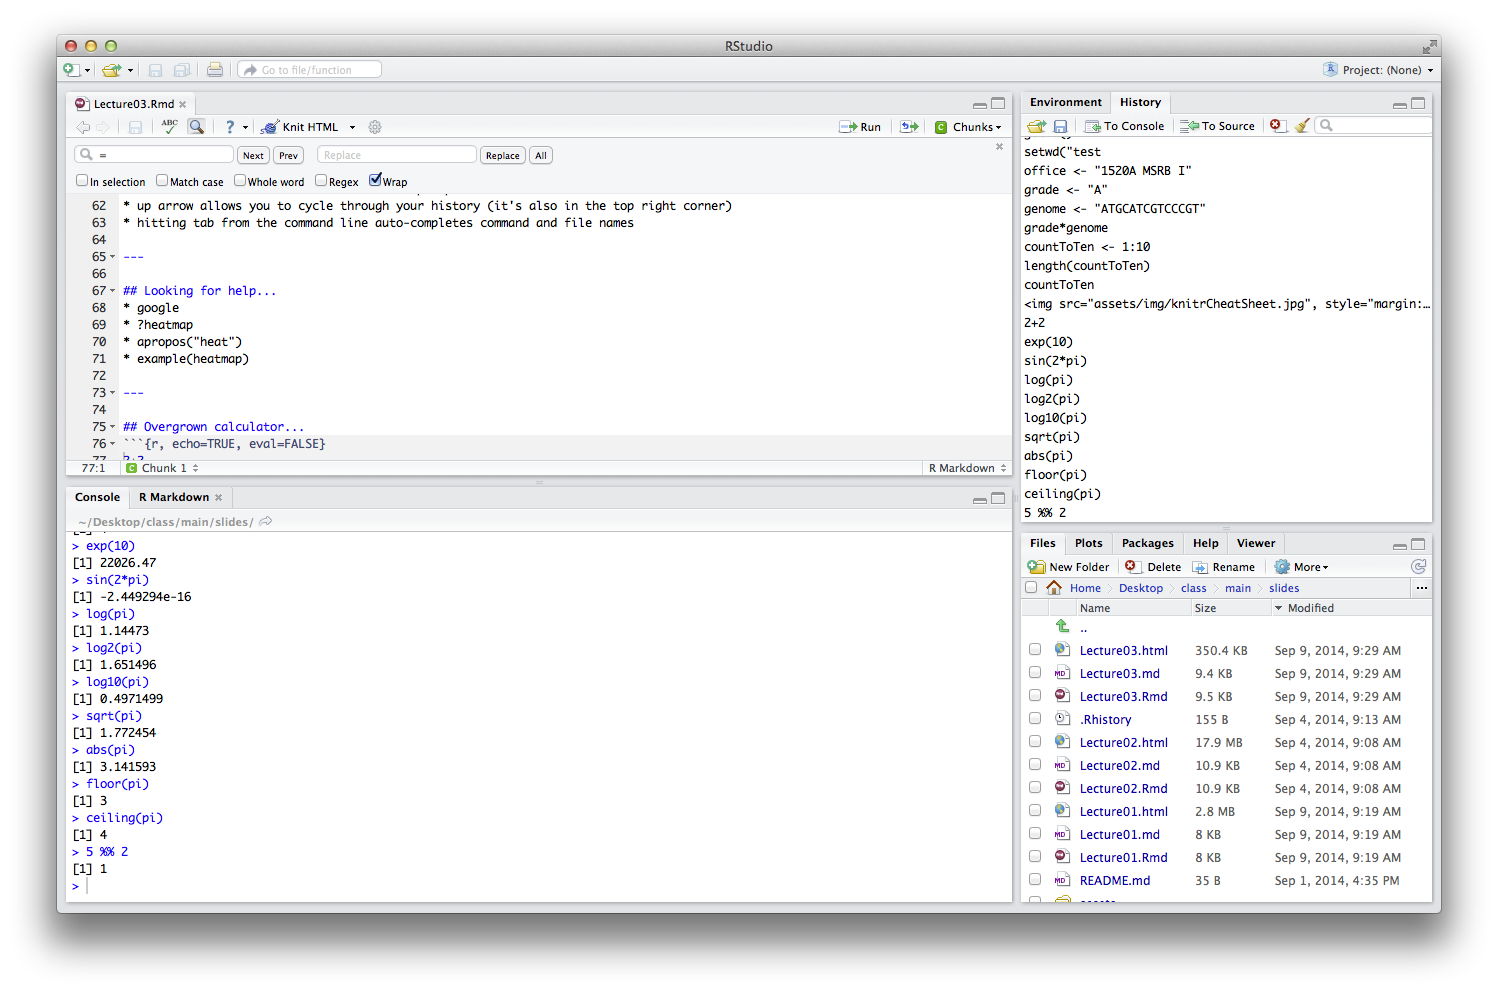 RStudio
Go to file/function
Project: (None)
Lecture03.Rmd
ABC
?
Knit HTML
Run
Chunks
=
Next
Prev
Replace
Replace
All
In selection
Match case
Whole word
Regex
Wrap
62 * up arrow allows you to cycle through your history (it's also in the top right corner)
63 * hitting tab from the command line auto-completes command and file names
64
65 ---
66
67 ## Looking for help...
68 * google
69 * ?heatmap
70 * apropos("heat")
71 * example(heatmap)
72
73 ---
74
75 ## Overgrown calculator...
76 ```{r, echo=TRUE, eval=FALSE}
77 2+2
77:1
C Chunk 1
R Markdown
Console
R Markdown
~/Desktop/class/main/slides/
> exp(10)
[1] 22026.47
> sin(2*pi)
[1] -2.449294e-16
> log(pi)
[1] 1.14473
> log2(pi)
[1] 1.651496
> log10(pi)
[1] 0.4971499
> sqrt(pi)
[1] 1.772454
> abs(pi)
[1] 3.141593
> floor(pi)
[1] 3
> ceiling(pi)
[1] 4
> 5 %% 2
[1] 1
>
Environment
History
To Console
To Source
setwd("test
office <- "1520A MSRB I"
grade <- "A"
genome <- "ATGCATCGTCCCGT"
grade*genome
countToTen <- 1:10
length(countToTen)
countToTen
<img src="assets/img/knitrCheatSheet.jpg", style="margin:...
2+2
exp(10)
sin(2*pi)
log(pi)
log2(pi)
log10(pi)
sqrt(pi)
abs(pi)
floor(pi)
ceiling(pi)
5 %% 2
Files
Plots
Packages
Help
Viewer
New Folder
Delete
Rename
More
Home
Desktop
class
main
slides
...
Name Size Modified
..
Lecture03.html 350.4 KB Sep 9, 2014, 9:29 AM
MD Lecture03.md 9.4 KB Sep 9, 2014, 9:29 AM
Lecture03.Rmd 9.5 KB Sep 9, 2014, 9:29 AM
.Rhistory 155 B Sep 4, 2014, 9:13 AM
Lecture02.html 17.9 MB Sep 4, 2014, 9:08 AM
MD Lecture02.md 10.9 KB Sep 4, 2014, 9:08 AM
Lecture02.Rmd 10.9 KB Sep 4, 2014, 9:08 AM
Lecture01.html 2.8 MB Sep 9, 2014, 9:19 AM
MD Lecture01.md 8 KB Sep 9, 2014, 9:19 AM
Lecture01.Rmd 8 KB Sep 9, 2014, 9:19 AM
MD README.md 35 B Sep 1, 2014, 4:35 PM